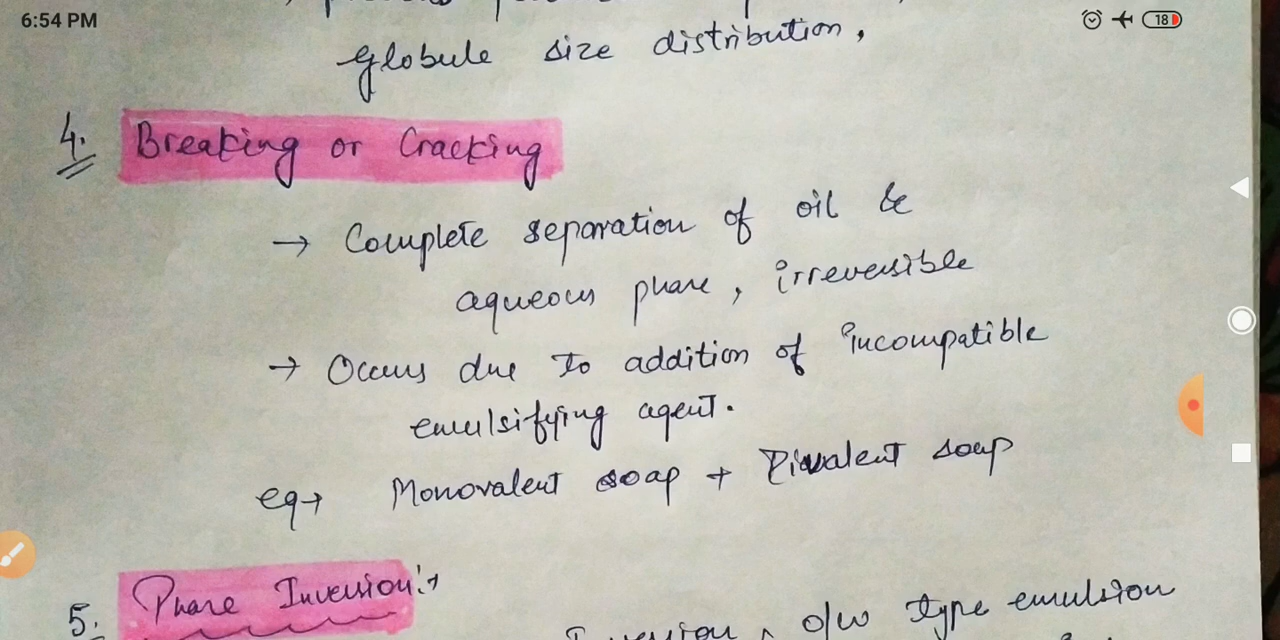 6:54 PM
18
globule size distribution,
4. Breaking or Cracking
→ Complete separation of oil &
aqueous phase, irreversible
→ Occurs due to addition of incompatible
emulsifying agent.
eg → Monovalent soap + Divalent soap
5. Phase Inversion:→
o/w type emulsion